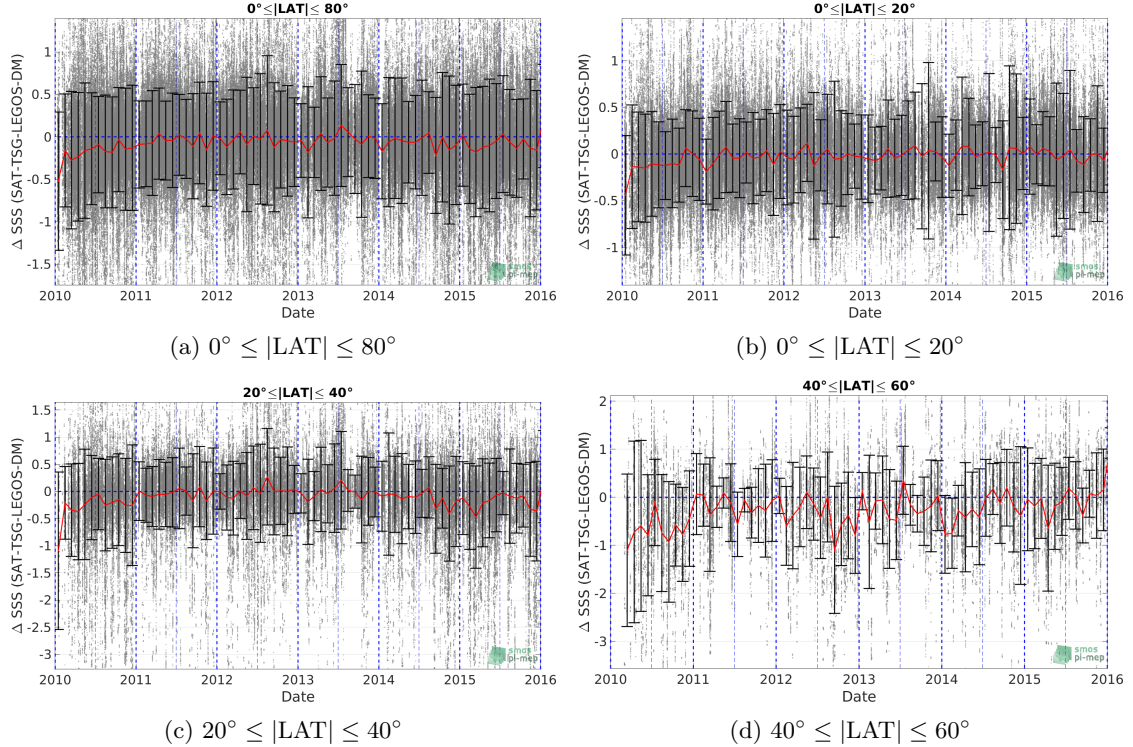 0°≤|LAT|≤ 80°
Δ SSS (SAT-TSG-LEGOS-DM)
1
0.5
0
-0.5
-1
-1.5
2010 2011 2012 2013 2014 2015 2016
Date
smos
pi-mep
(a) 0° ≤ |LAT| ≤ 80°
0°≤|LAT|≤ 20°
Δ SSS (SAT-TSG-LEGOS-DM)
1
0.5
0
-0.5
-1
2010 2011 2012 2013 2014 2015 2016
Date
smos
pi-mep
(b) 0° ≤ |LAT| ≤ 20°
20°≤|LAT|≤ 40°
Δ SSS (SAT-TSG-LEGOS-DM)
1.5
1
0.5
0
-0.5
-1
-1.5
-2
-2.5
-3
2010 2011 2012 2013 2014 2015 2016
Date
smos
pi-mep
(c) 20° ≤ |LAT| ≤ 40°
40°≤|LAT|≤ 60°
Δ SSS (SAT-TSG-LEGOS-DM)
2
1
0
-1
-2
-3
2010 2011 2012 2013 2014 2015 2016
Date
smos
pi-mep
(d) 40° ≤ |LAT| ≤ 60°